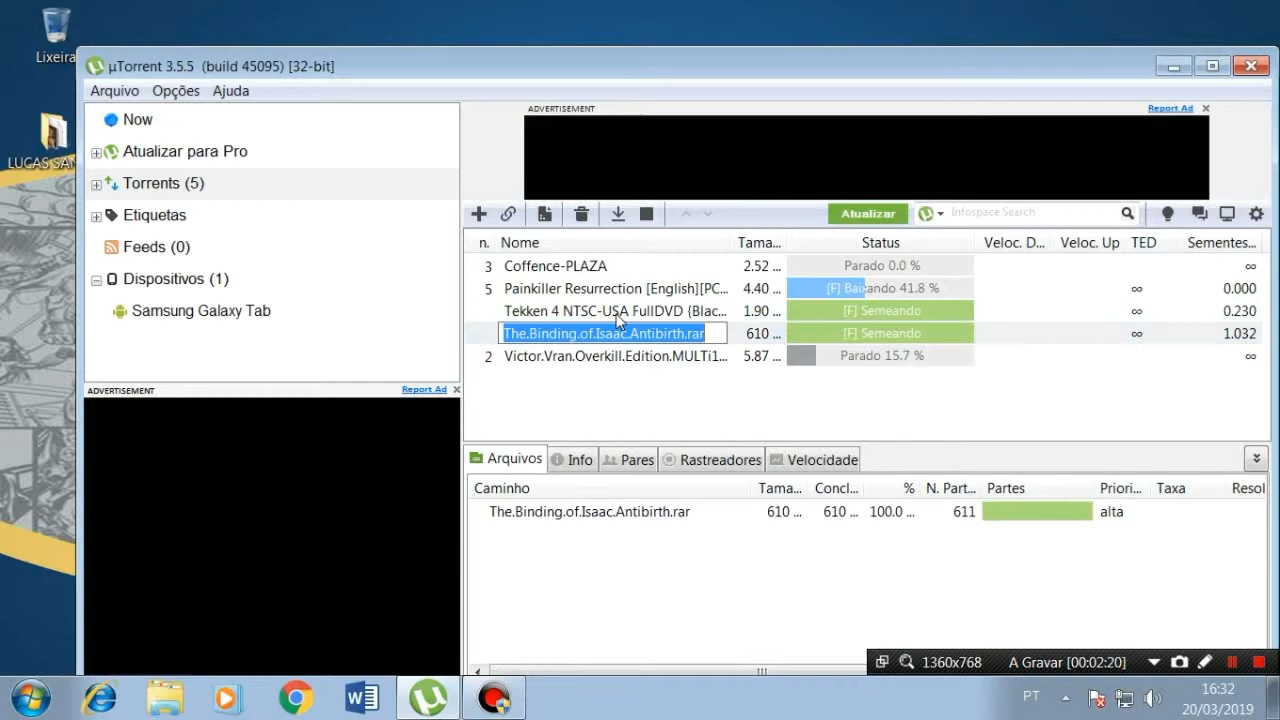 Lixeira
µTorrent 3.5.5 (build 45095) [32-bit]
Arquivo Opções Ajuda
LUCAS SAN
Now
Atualizar para Pro
Torrents (5)
Etiquetas
Feeds (0)
Dispositivos (1)
Samsung Galaxy Tab
ADVERTISEMENT Report Ad
ADVERTISEMENT Report Ad
Atualizar Infospace Search
n. Nome Tama... Status Veloc. D... Veloc. Up TED Sementes...
3 Coffence-PLAZA 2.52 ... Parado 0.0 % ∞
5 Painkiller Resurrection [English][PC... 4.40 ... [F] Baixando 41.8 % ∞ 0.000
Tekken 4 NTSC-USA FullDVD {Blac... 1.90 ... [F] Semeando ∞ 0.230
The.Binding.of.Isaac.Antibirth.rar 610 ... [F] Semeando ∞ 1.032
2 Victor.Vran.Overkill.Edition.MULTi1... 5.87 ... Parado 15.7 % ∞
Arquivos Info Pares Rastreadores Velocidade
Caminho Tama... Concl... % N. Part... Partes Priori... Taxa Resol
The.Binding.of.Isaac.Antibirth.rar 610 ... 610 ... 100.0 ... 611 alta
1360x768 A Gravar [00:02:20]
PT 16:32
20/03/2019